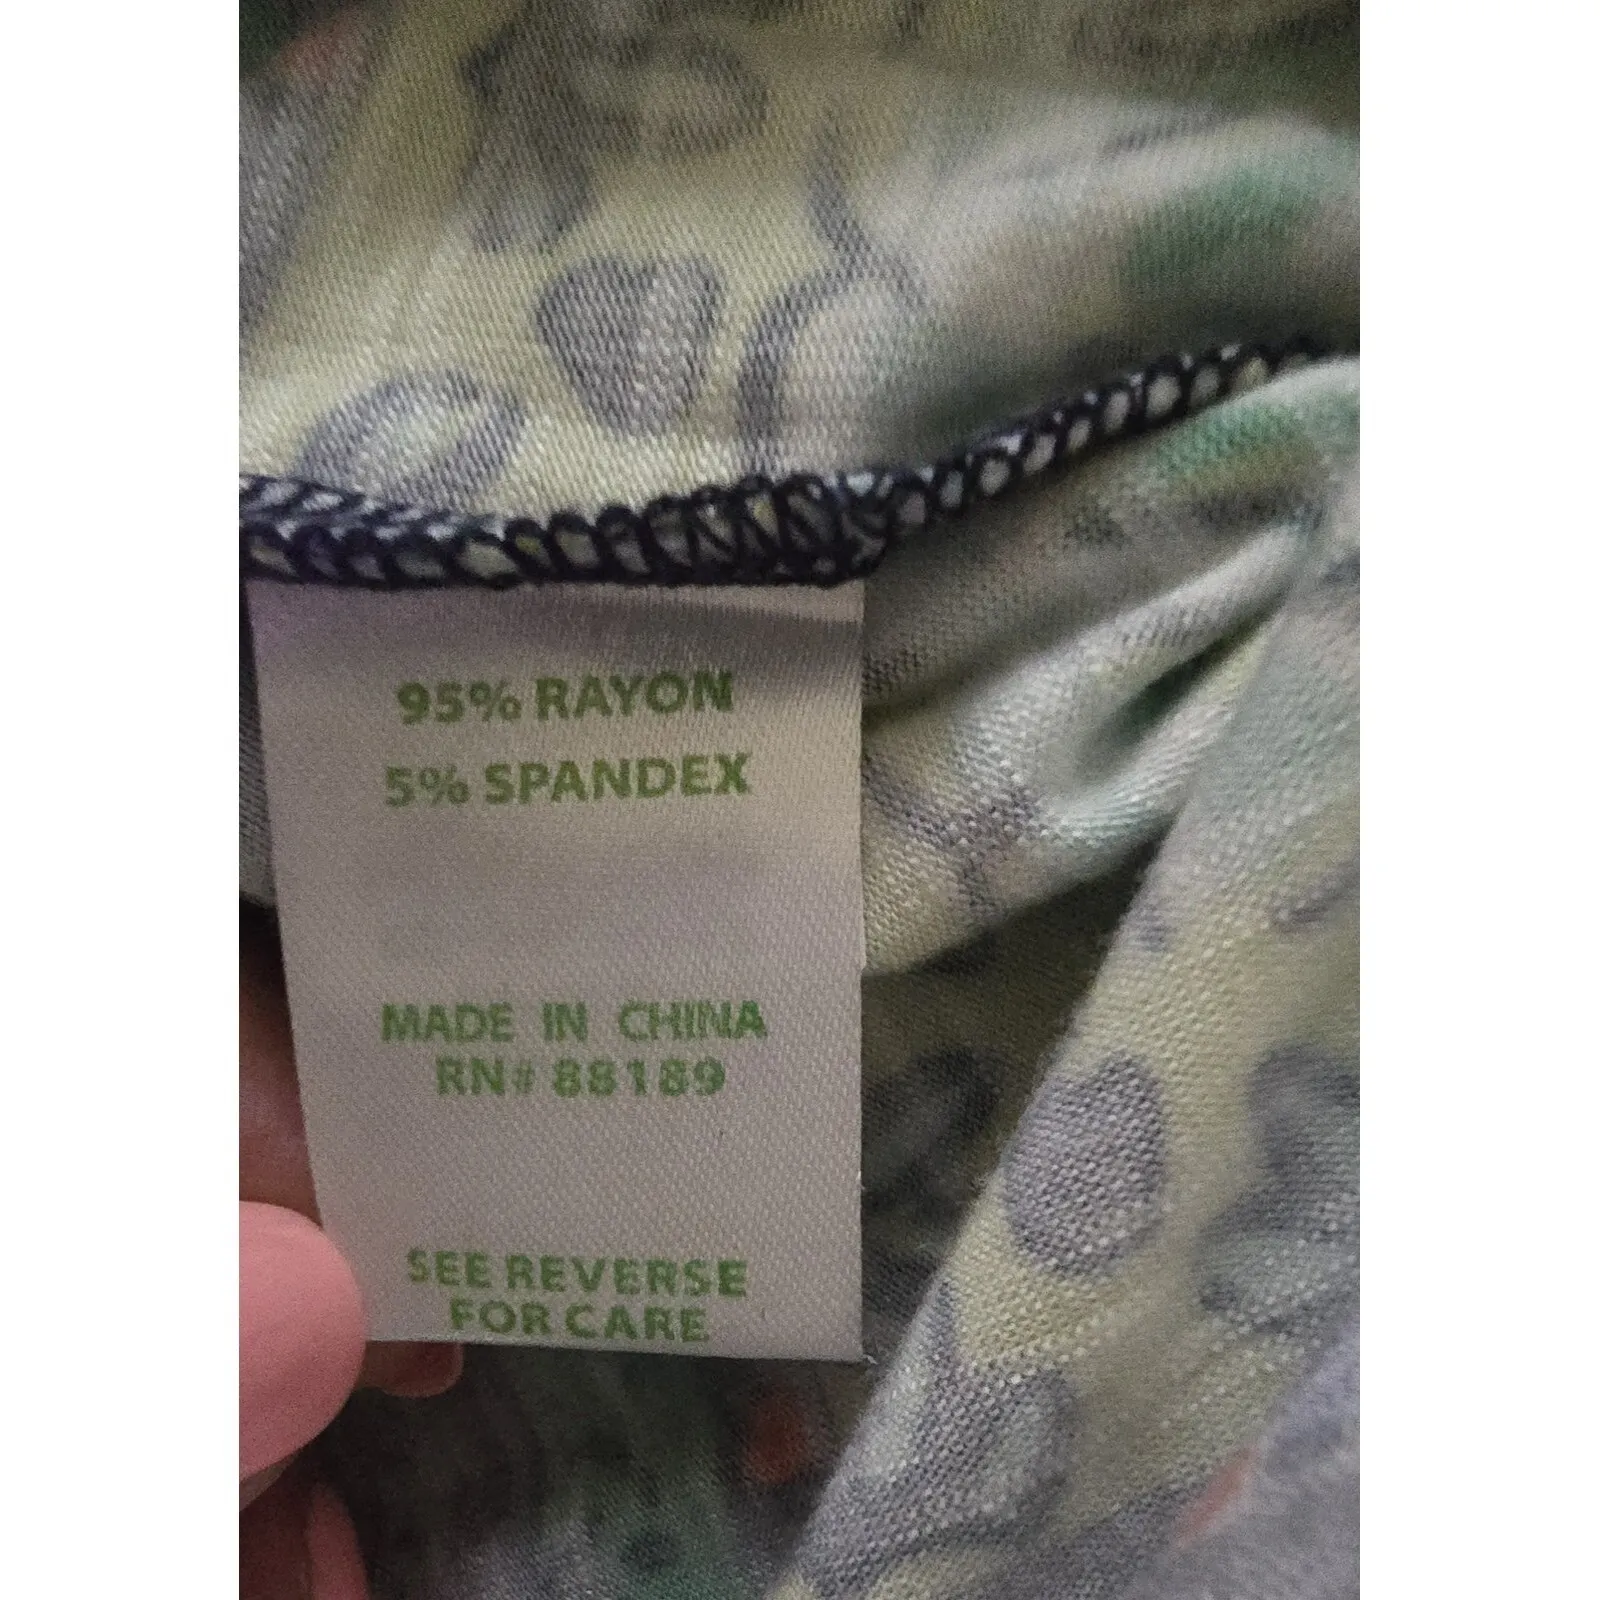 95% RAYON
5% SPANDEX
MADE IN CHINA
RN# 88189
SEE REVERSE
FOR CARE